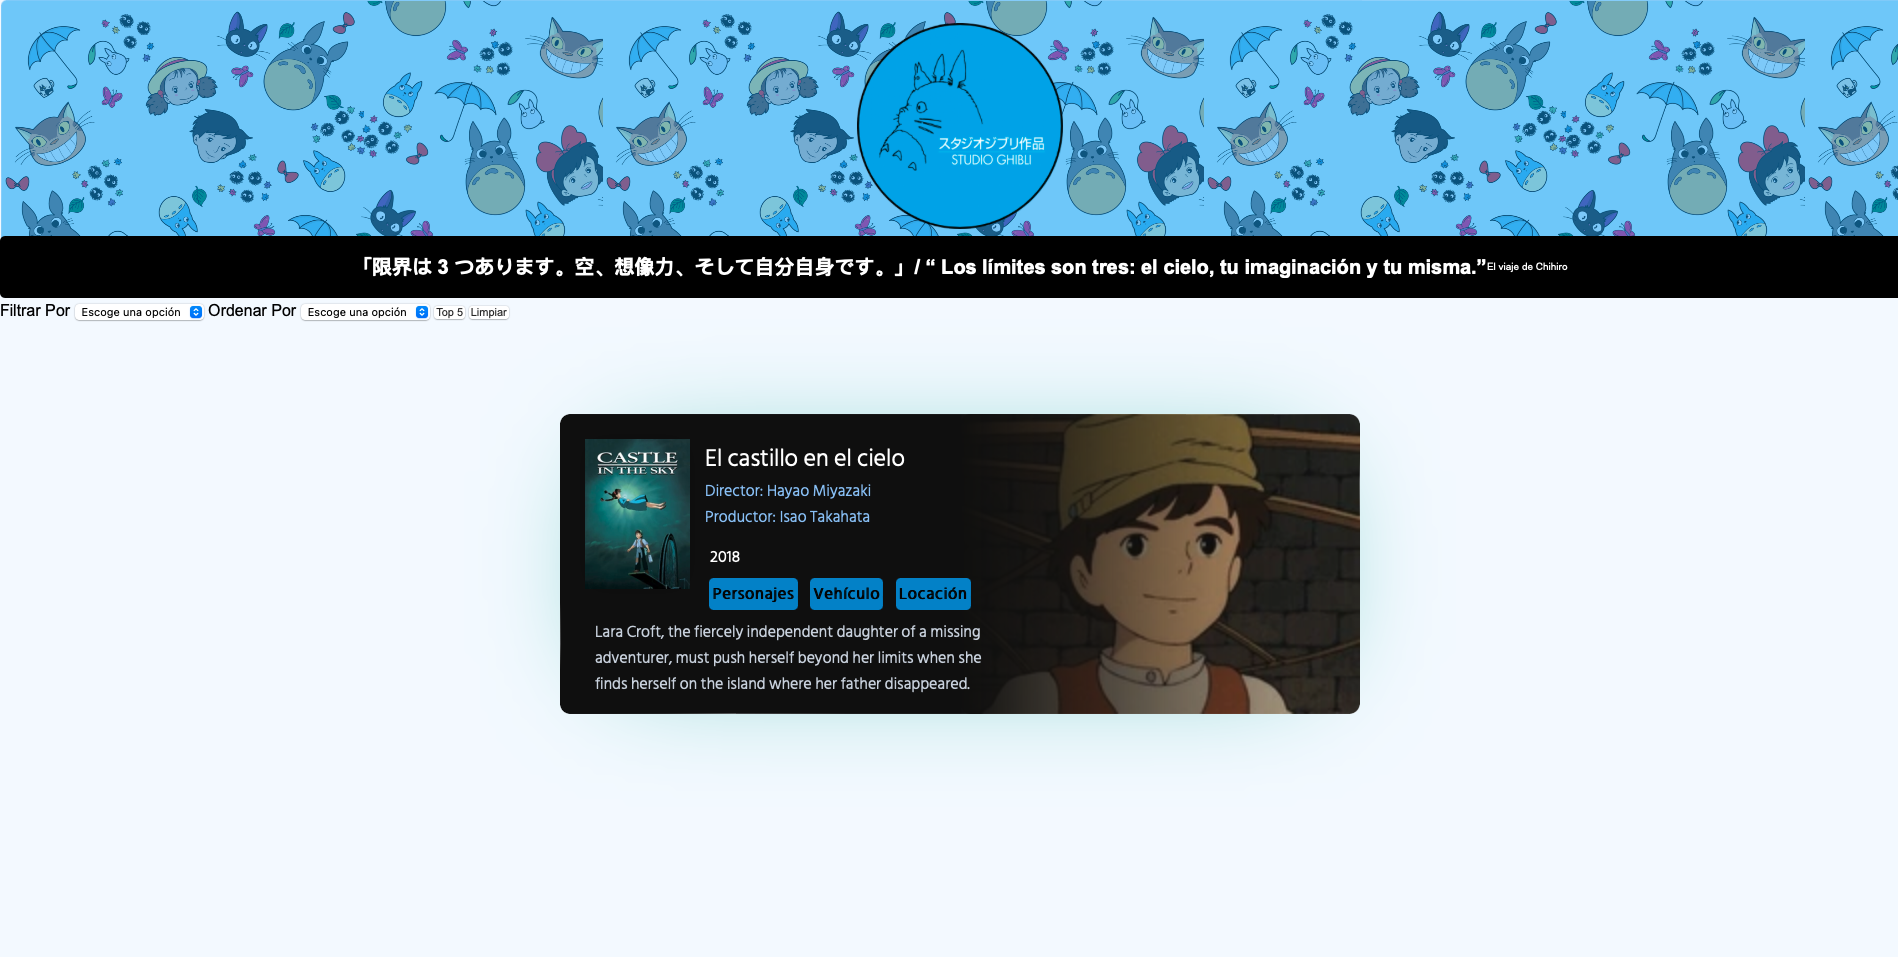 スタジオジブリ作品
STUDIO GHIBLI
「限界は 3 つあります。空、想像力、そして自分自身です。」/ “ Los límites son tres: el cielo, tu imaginación y tu misma.”El viaje de Chihiro
Filtrar Por Escoge una opción Ordenar Por Escoge una opción Top 5 Limpiar
CASTLE
IN THE SKY
El castillo en el cielo
Director: Hayao Miyazaki
Productor: Isao Takahata
2018
Personajes Vehículo Locación
Lara Croft, the fiercely independent daughter of a missing
adventurer, must push herself beyond her limits when she
finds herself on the island where her father disappeared.